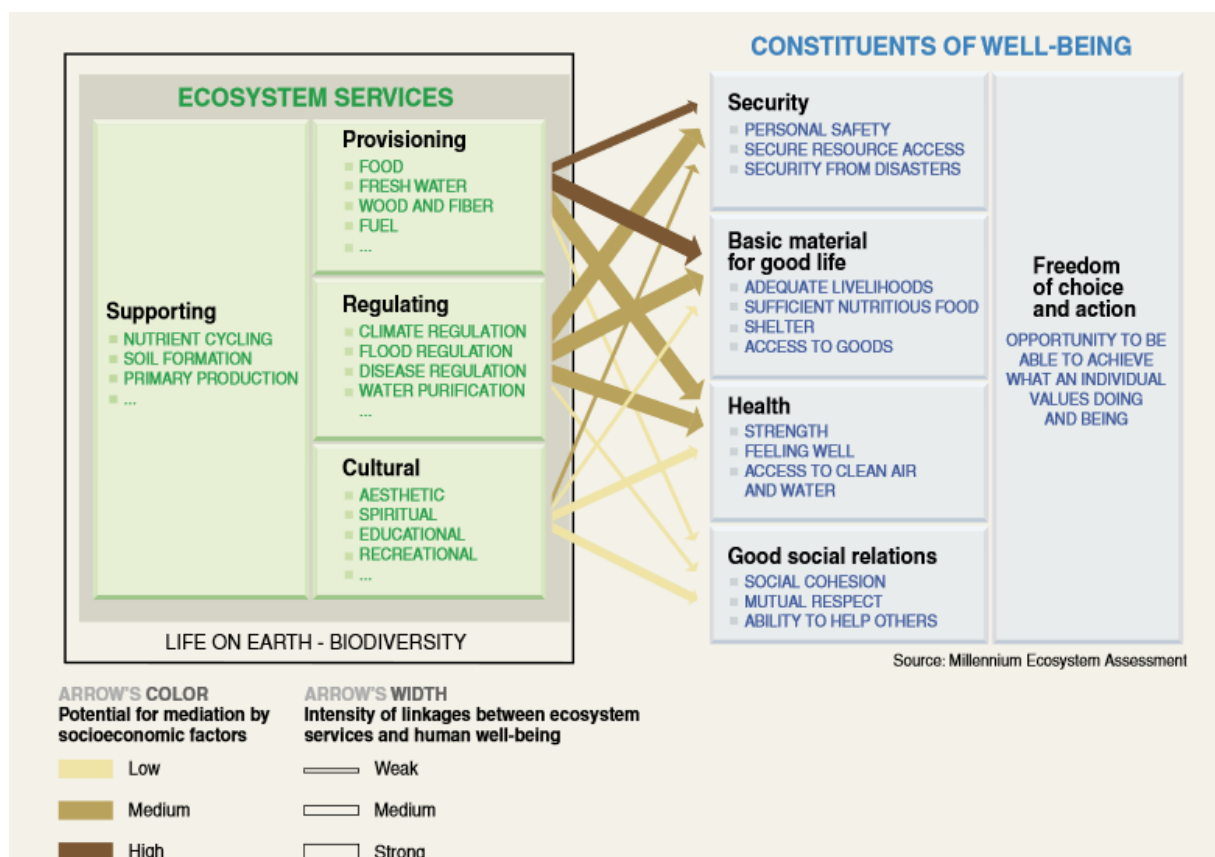 CONSTITUENTS OF WELL-BEING
ECOSYSTEM SERVICES
Supporting
NUTRIENT CYCLING
SOIL FORMATION
PRIMARY PRODUCTION
...
Provisioning
FOOD
FRESH WATER
WOOD AND FIBER
FUEL
...
Regulating
CLIMATE REGULATION
FLOOD REGULATION
DISEASE REGULATION
WATER PURIFICATION
...
Cultural
AESTHETIC
SPIRITUAL
EDUCATIONAL
RECREATIONAL
...
LIFE ON EARTH - BIODIVERSITY
Security
PERSONAL SAFETY
SECURE RESOURCE ACCESS
SECURITY FROM DISASTERS
Basic material
for good life
ADEQUATE LIVELIHOODS
SUFFICIENT NUTRITIOUS FOOD
SHELTER
ACCESS TO GOODS
Health
STRENGTH
FEELING WELL
ACCESS TO CLEAN AIR
AND WATER
Good social relations
SOCIAL COHESION
MUTUAL RESPECT
ABILITY TO HELP OTHERS
Freedom
of choice
and action
OPPORTUNITY TO BE
ABLE TO ACHIEVE
WHAT AN INDIVIDUAL
VALUES DOING
AND BEING
Source: Millennium Ecosystem Assessment
ARROW'S COLOR
Potential for mediation by
socioeconomic factors
Low
Medium
High
ARROW'S WIDTH
Intensity of linkages between ecosystem
services and human well-being
Weak
Medium
Strong